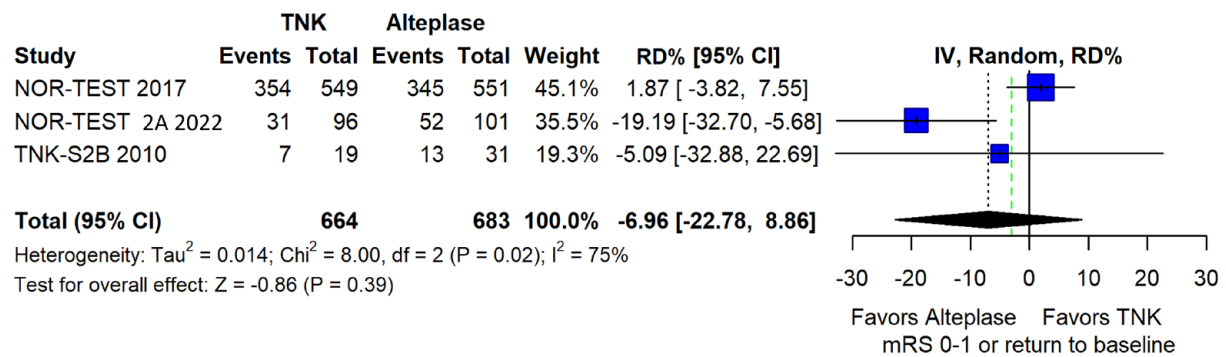 TNK Alteplase
Study Events Total Events Total Weight RD% [95% CI] IV, Random, RD%
NOR-TEST 2017 354 549 345 551 45.1% 1.87 [ -3.82, 7.55]
NOR-TEST 2A 2022 31 96 52 101 35.5% -19.19 [-32.70, -5.68]
TNK-S2B 2010 7 19 13 31 19.3% -5.09 [-32.88, 22.69]
Total (95% CI) 664 683 100.0% -6.96 [-22.78, 8.86]
Heterogeneity: Tau² = 0.014; Chi² = 8.00, df = 2 (P = 0.02); I² = 75%
Test for overall effect: Z = -0.86 (P = 0.39)
-30 -20 -10 0 10 20 30
Favors Alteplase Favors TNK
mRS 0-1 or return to baseline